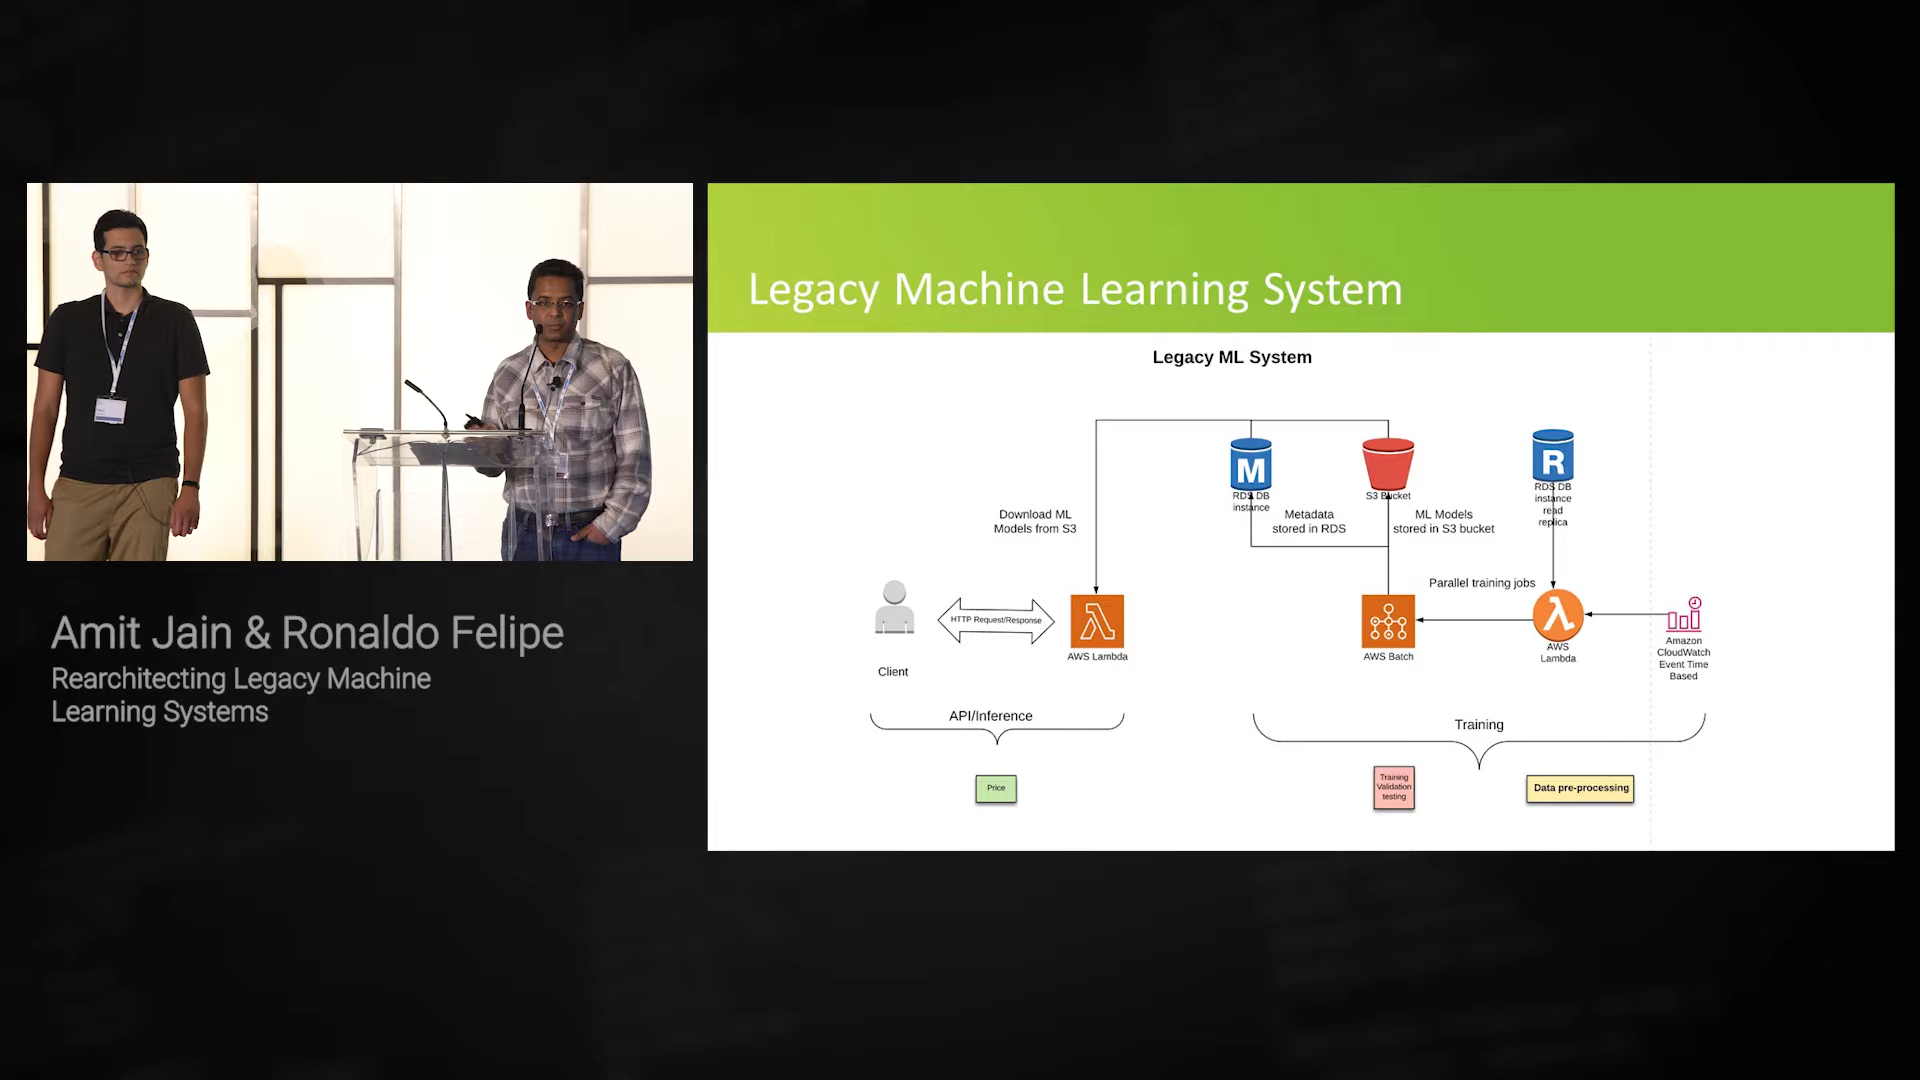 Legacy Machine Learning System
Legacy ML System
M
RDS DB
instance
S3 Bucket
R
RDS DB
instance
read
replica
Download ML
Models from S3
Metadata
stored in RDS
ML Models
stored in S3 bucket
Parallel training jobs
HTTP Request/Response
Client
AWS Lambda
AWS Batch
AWS
Lambda
Amazon
CloudWatch
Event Time
Based
API/Inference
Training
Price
Training
Validation
testing
Data pre-processing
Amit Jain & Ronaldo Felipe
Rearchitecting Legacy Machine
Learning Systems